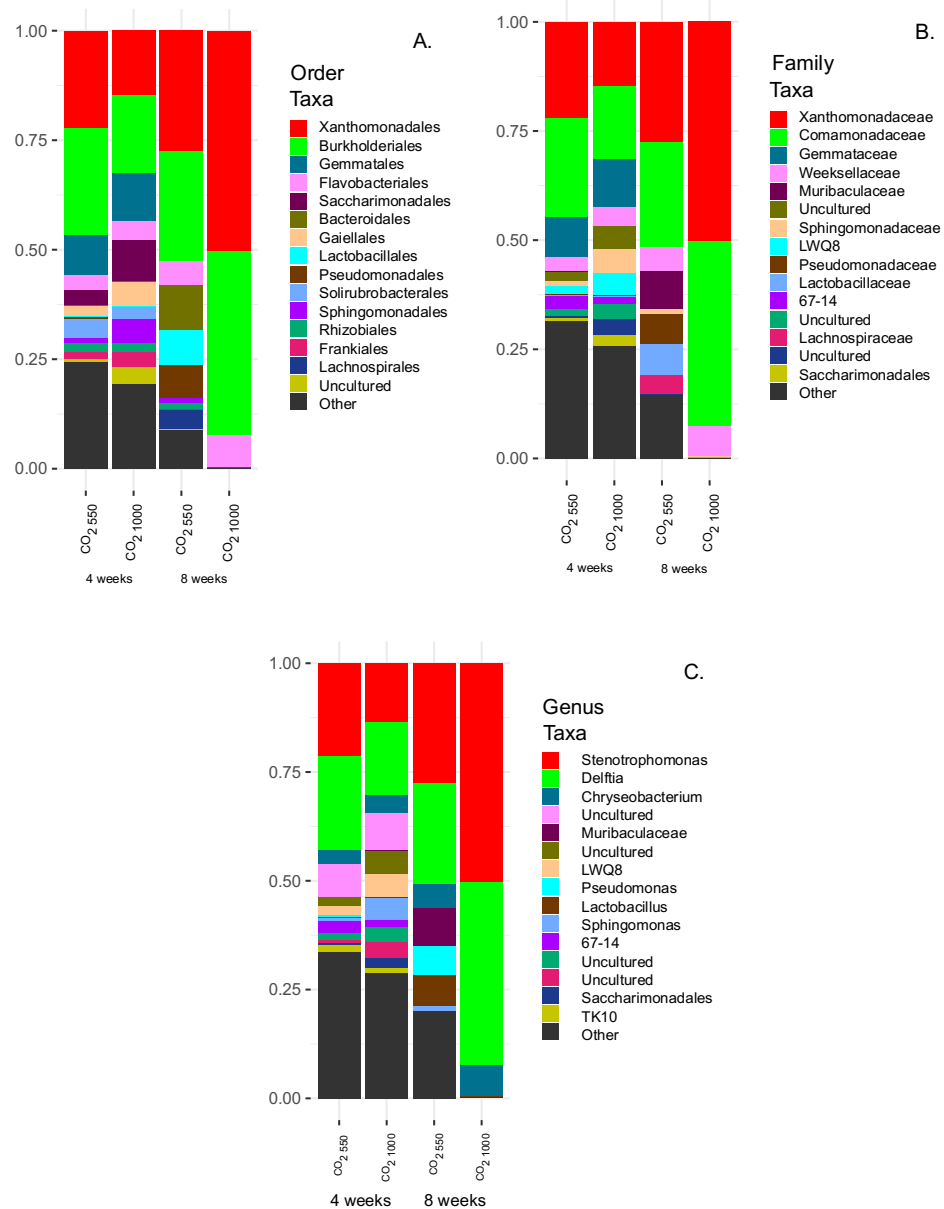 A.
Order
Taxa
1.00
0.75
0.50
0.25
0.00
Xanthomonadales
Burkholderiales
Gemmatales
Flavobacteriales
Saccharimonadales
Bacteroidales
Gaiellales
Lactobacillales
Pseudomonadales
Solirubrobacterales
Sphingomonadales
Rhizobiales
Frankiales
Lachnospirales
Uncultured
Other
CO2 550
CO2 1000
CO2 550
CO2 1000
4 weeks
8 weeks
B.
Family
Taxa
1.00
0.75
0.50
0.25
0.00
Xanthomonadaceae
Comamonadaceae
Gemmataceae
Weeksellaceae
Muribaculaceae
Uncultured
Sphingomonadaceae
LWQ8
Pseudomonadaceae
Lactobacillaceae
67-14
Uncultured
Lachnospiraceae
Uncultured
Saccharimonadales
Other
CO2 550
CO2 1000
CO2 550
CO2 1000
4 weeks
8 weeks
C.
Genus
Taxa
1.00
0.75
0.50
0.25
0.00
Stenotrophomonas
Delftia
Chryseobacterium
Uncultured
Muribaculaceae
Uncultured
LWQ8
Pseudomonas
Lactobacillus
Sphingomonas
67-14
Uncultured
Uncultured
Saccharimonadales
TK10
Other
CO2 550
CO2 1000
CO2 550
CO2 1000
4 weeks
8 weeks